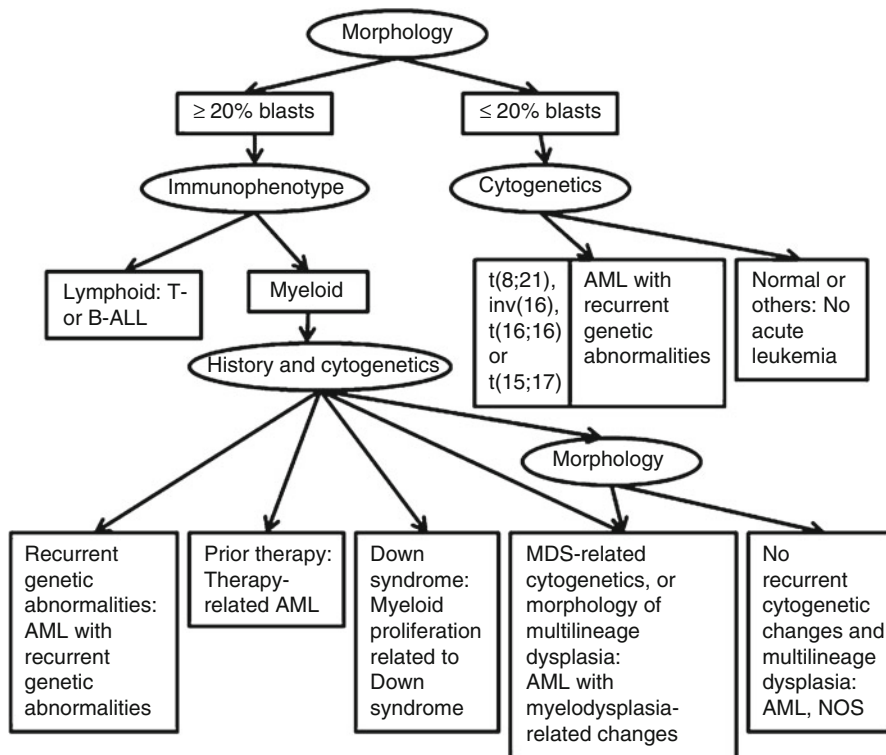 Morphology
≥ 20% blasts
≤ 20% blasts
Immunophenotype
Cytogenetics
Lymphoid: T-
or B-ALL
Myeloid
t(8;21),
inv(16),
t(16;16)
or
t(15;17)
AML with
recurrent
genetic
abnormalities
Normal or
others: No
acute
leukemia
History and cytogenetics
Morphology
Recurrent
genetic
abnormalities:
AML with
recurrent
genetic
abnormalities
Prior therapy:
Therapy-
related AML
Down
syndrome:
Myeloid
proliferation
related to
Down
syndrome
MDS-related
cytogenetics, or
morphology of
multilineage
dysplasia:
AML with
myelodysplasia-
related changes
No
recurrent
cytogenetic
changes and
multilineage
dysplasia:
AML, NOS